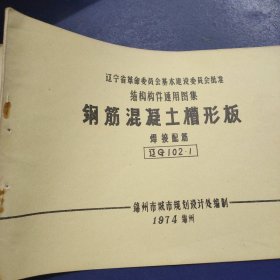 辽宁省革命委员会基本建设委员会批准
结构构件通用图集
钢筋混凝土槽形板
焊接配筋
辽G102·1
锦州市城市规划设计处编制
1974 锦州